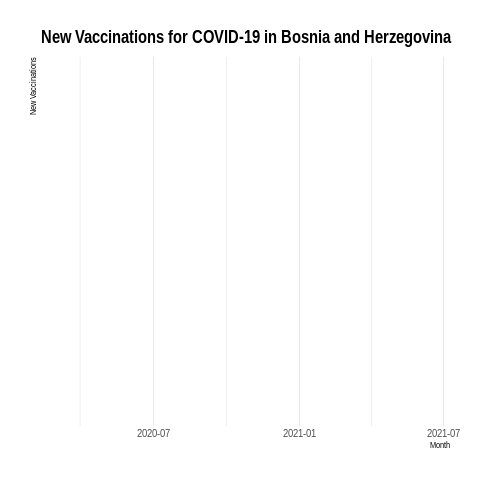 New Vaccinations for COVID-19 in Bosnia and Herzegovina
New Vaccinations
2020-07
2021-01
2021-07
Month